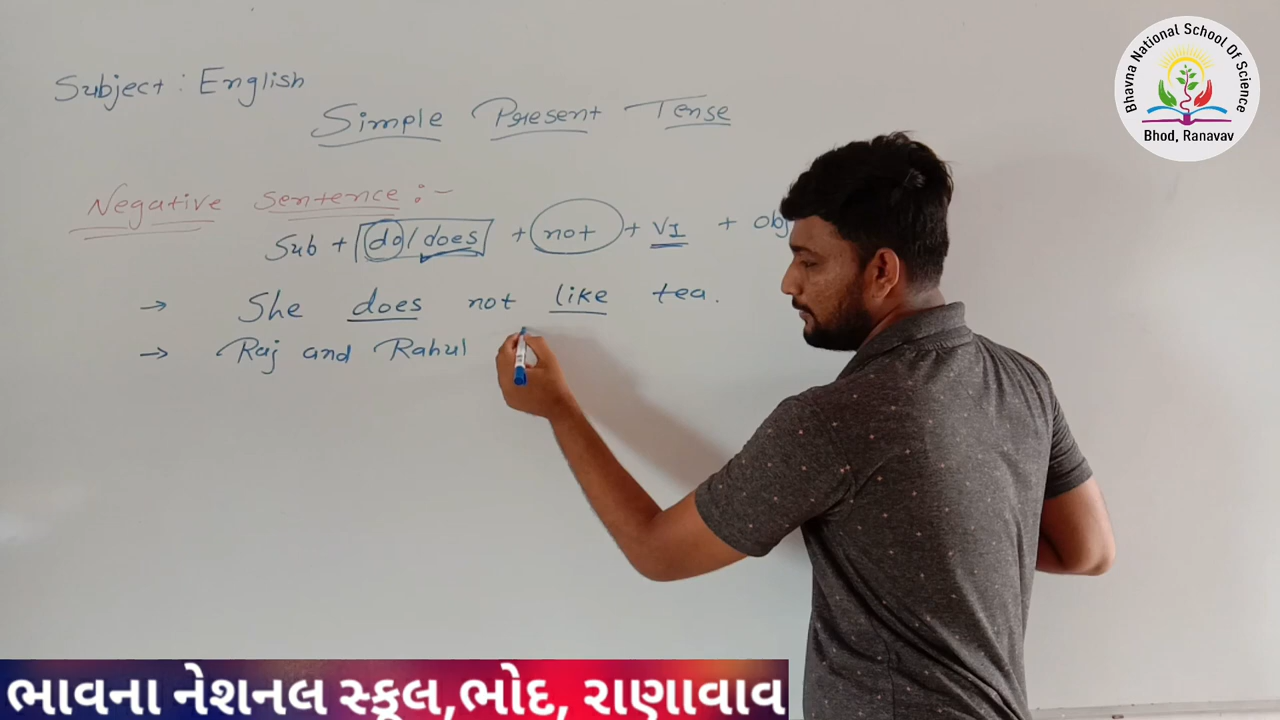 Subject : English
Simple Present Tense
Negative Sentence :-
Sub + do/does + not + V1 + obj
→ She does not like tea.
→ Raj and Rahul
Bhavna National School Of Science
Bhod, Ranavav
ભાવના નેશનલ સ્કૂલ,ભોદ, રાણાવાવ